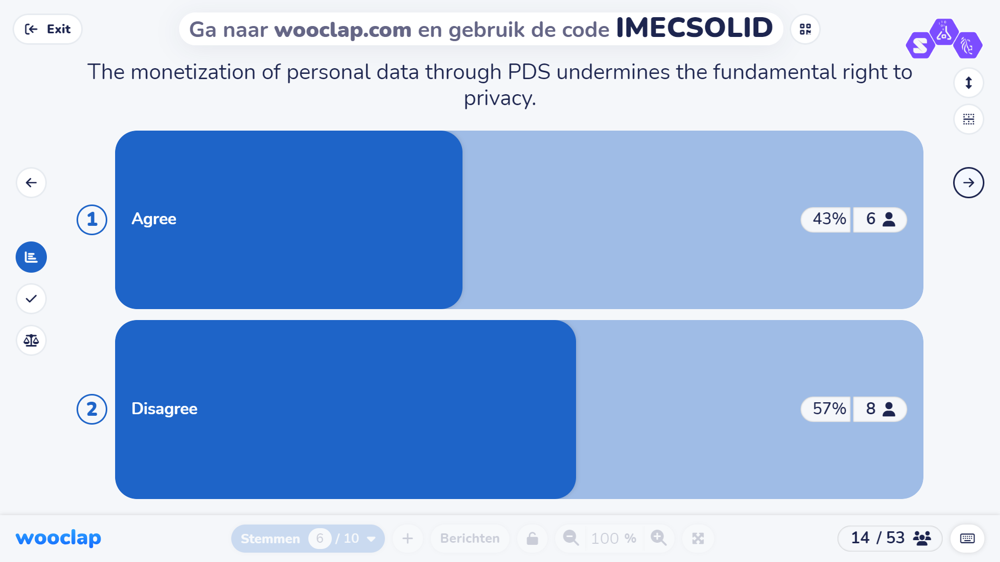 Exit
Ga naar wooclap.com en gebruik de code IMECSOLID
The monetization of personal data through PDS undermines the fundamental right to
privacy.
1 Agree 43% 6
2 Disagree 57% 8
wooclap
Stemmen 6 / 10
Berichten
100 %
14 / 53